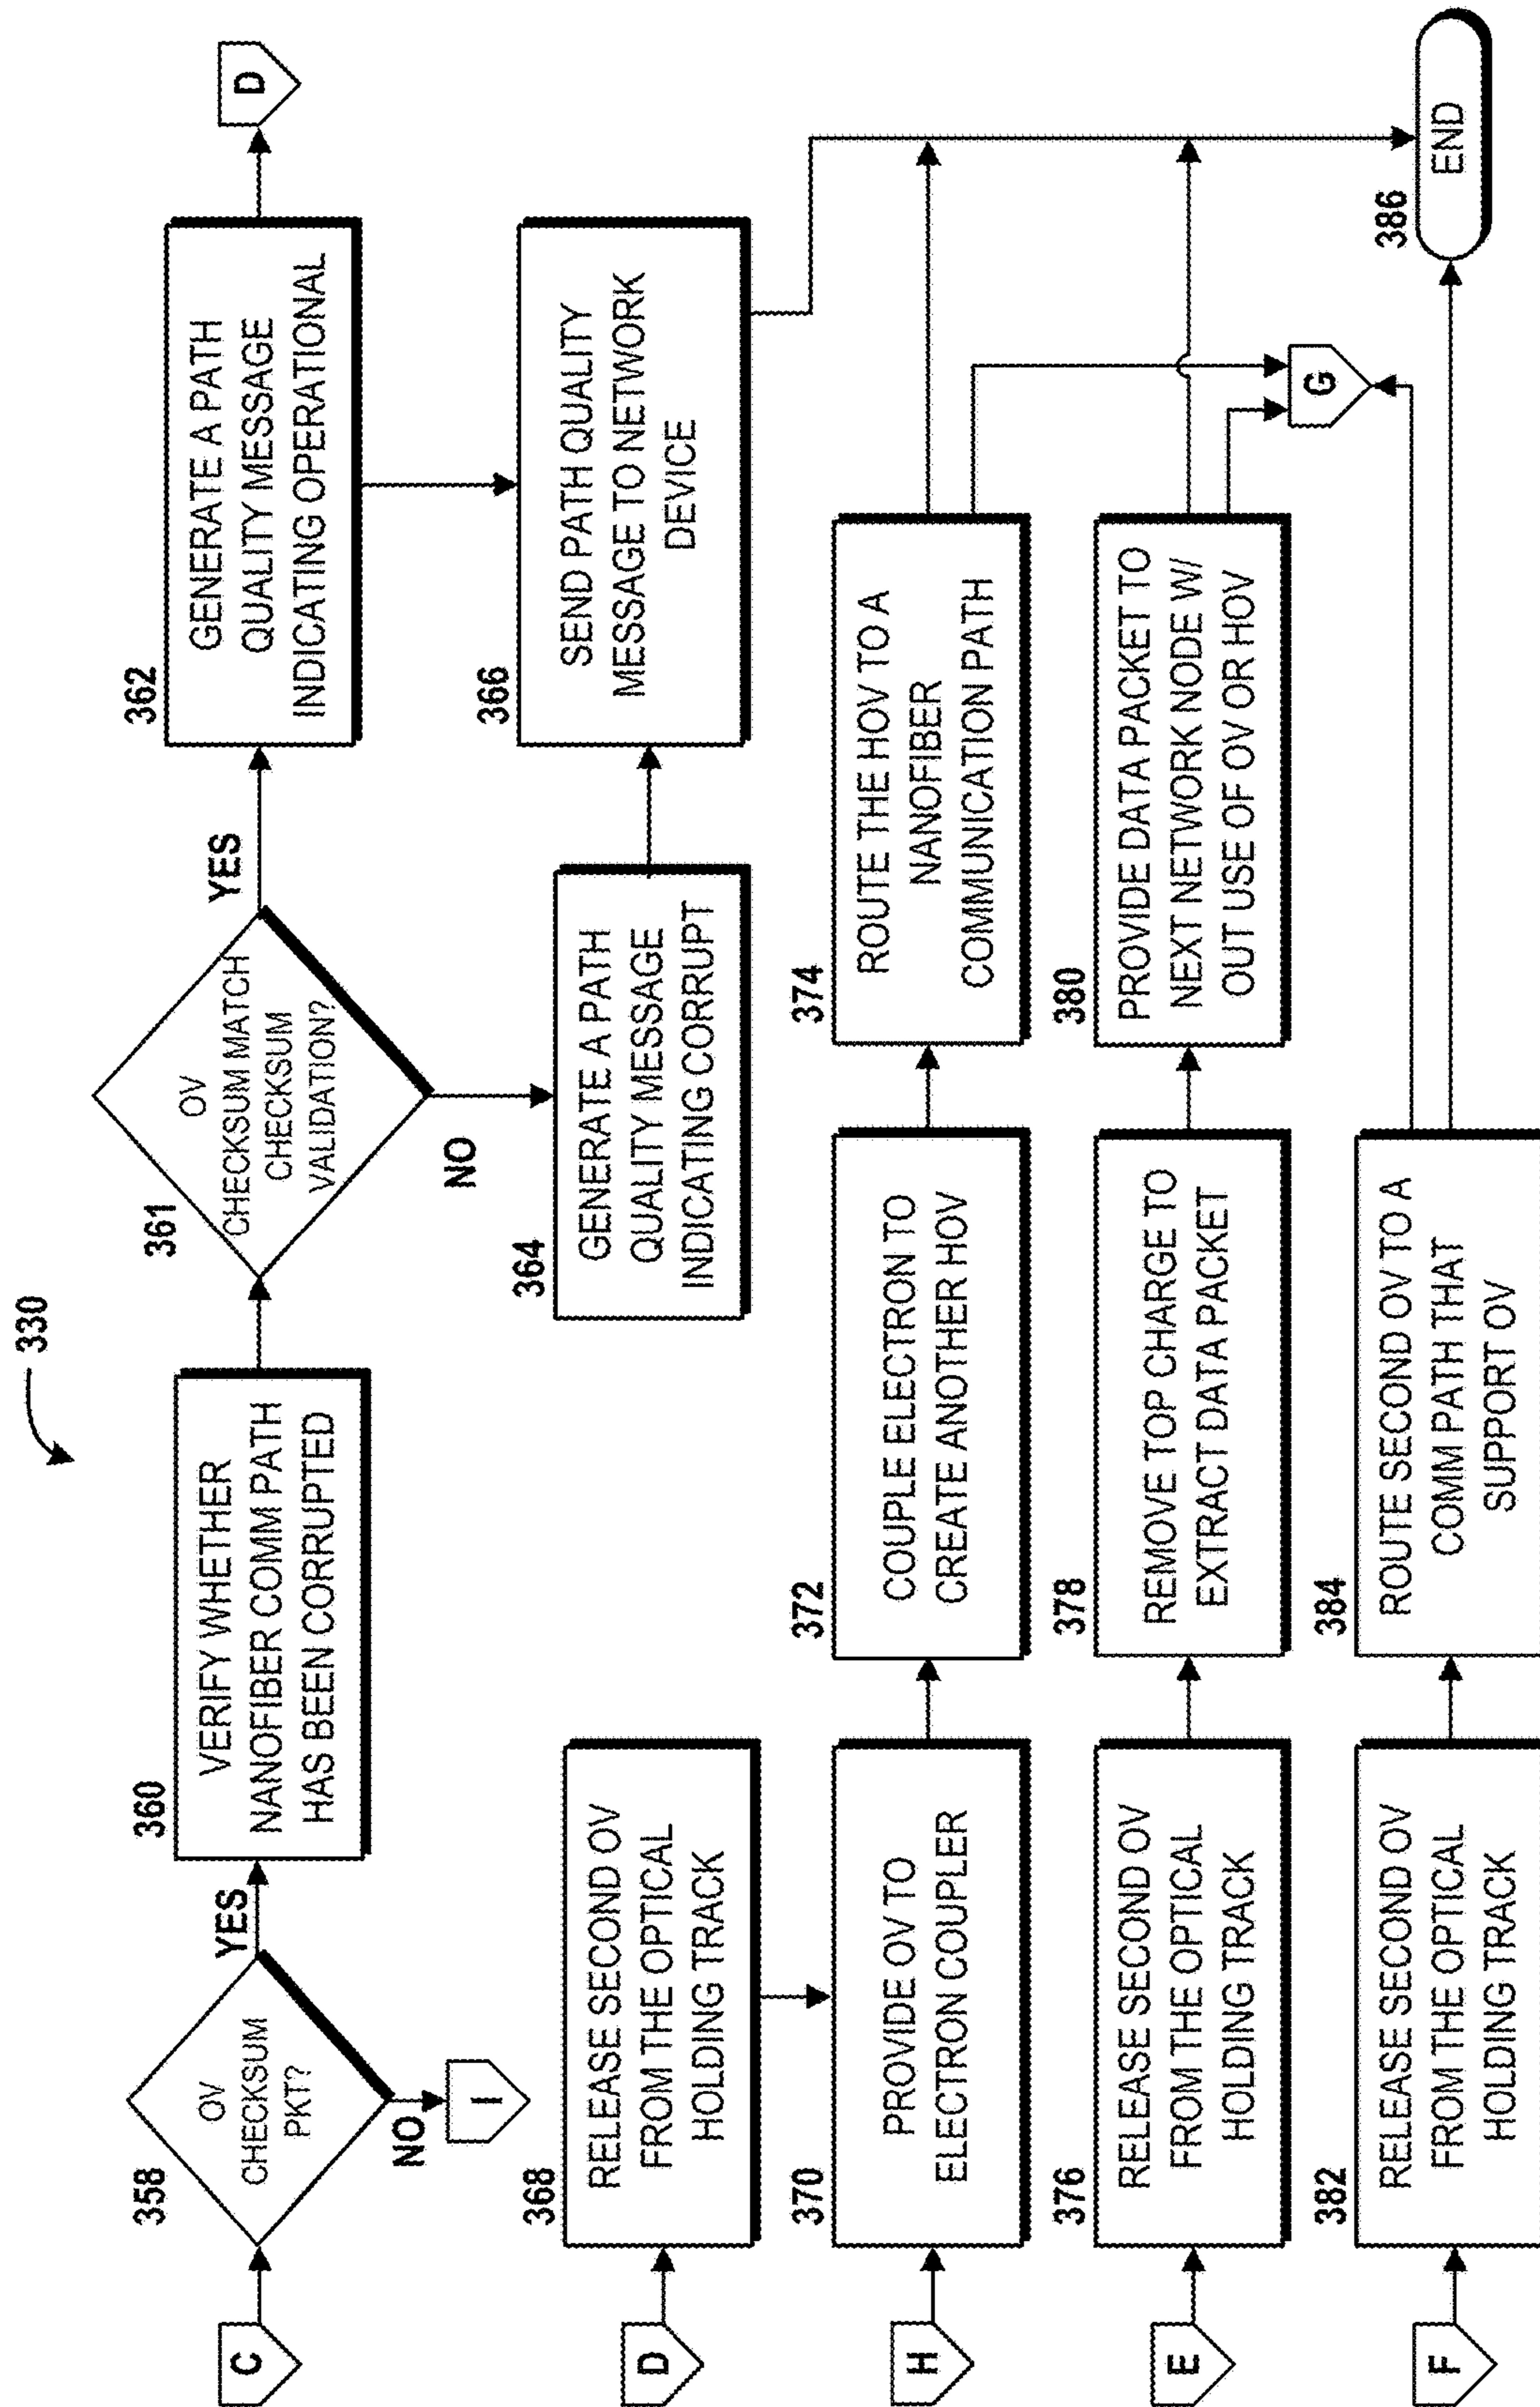 330
C
358
OV
CHECKSUM
PKT?
YES
NO
I
360
VERIFY WHETHER
NANOFIBER COMM PATH
HAS BEEN CORRUPTED
361
OV
CHECKSUM MATCH
CHECKSUM
VALIDATION?
YES
NO
362
GENERATE A PATH
QUALITY MESSAGE
INDICATING OPERATIONAL
D
364
GENERATE A PATH
QUALITY MESSAGE
INDICATING CORRUPT
366
SEND PATH QUALITY
MESSAGE TO NETWORK
DEVICE
D
368
RELEASE SECOND OV
FROM THE OPTICAL
HOLDING TRACK
H
370
PROVIDE OV TO
ELECTRON COUPLER
372
COUPLE ELECTRON TO
CREATE ANOTHER HOV
374
ROUTE THE HOV TO A
NANOFIBER
COMMUNICATION PATH
E
376
RELEASE SECOND OV
FROM THE OPTICAL
HOLDING TRACK
378
REMOVE TOP CHARGE TO
EXTRACT DATA PACKET
380
PROVIDE DATA PACKET TO
NEXT NETWORK NODE W/
OUT USE OF OV OR HOV
G
F
382
RELEASE SECOND OV
FROM THE OPTICAL
HOLDING TRACK
384
ROUTE SECOND OV TO A
COMM PATH THAT
SUPPORT OV
386
END